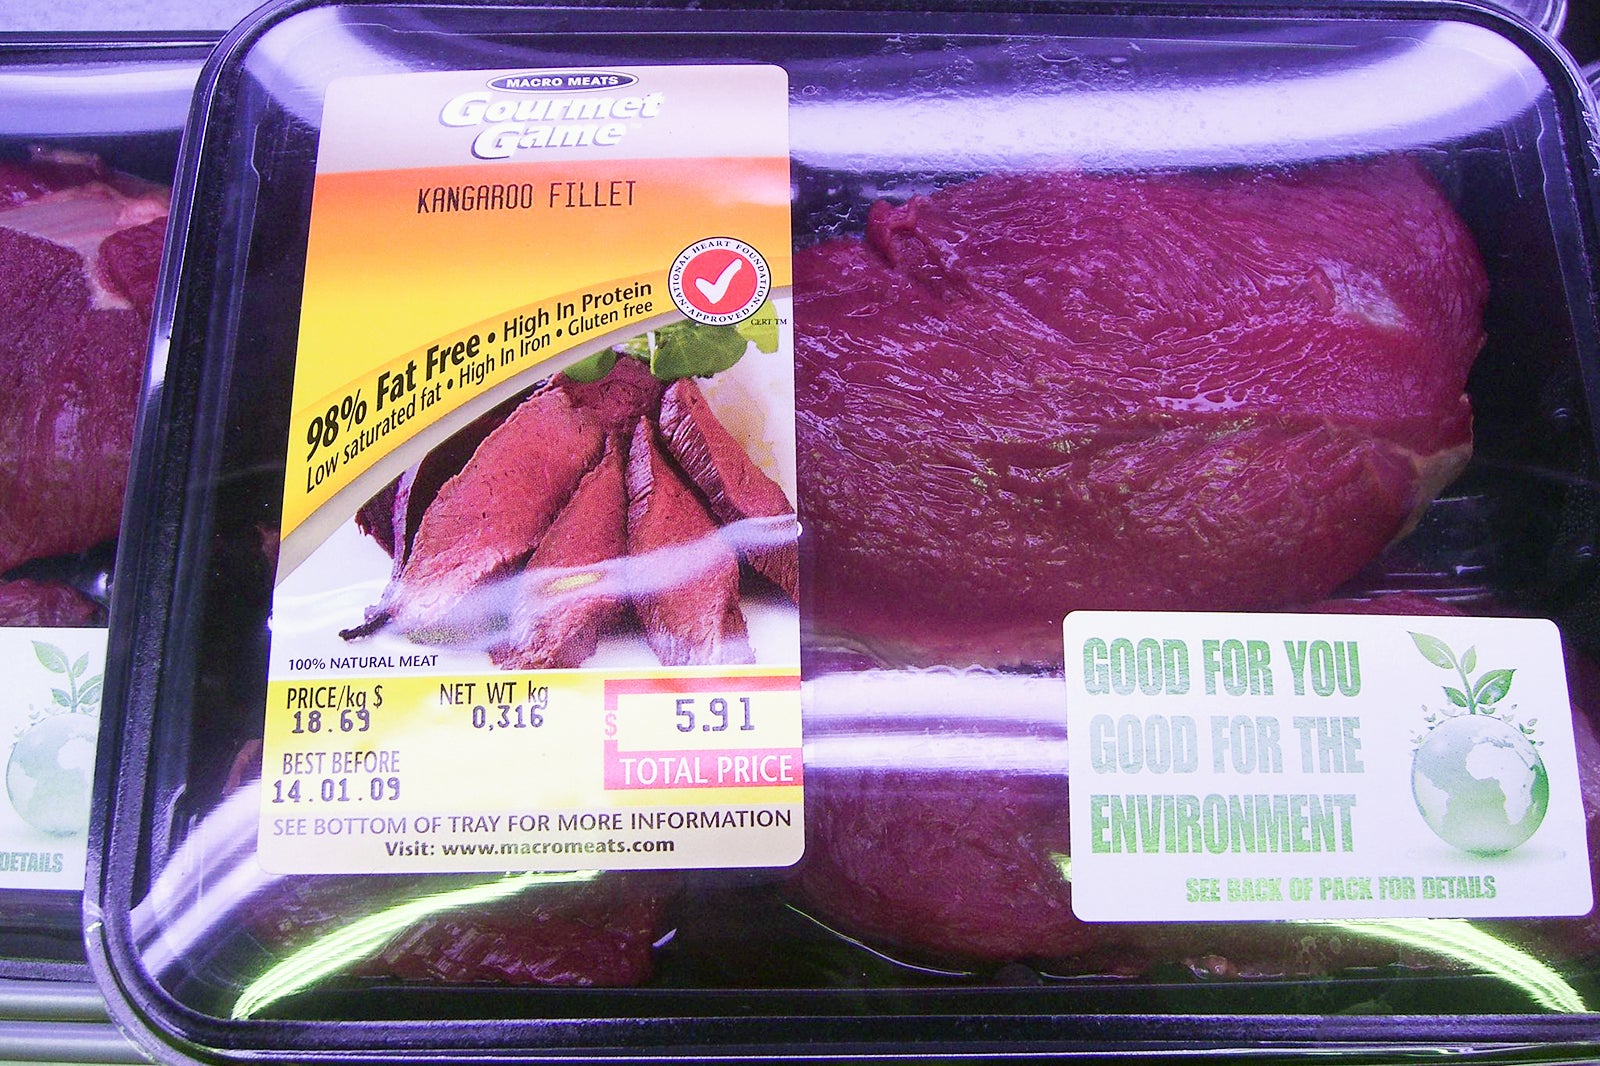 MACRO MEATS
Gourmet
Game™
KANGAROO FILLET
NATIONAL HEART FOUNDATION
• APPROVED •
CERT TM
98% Fat Free • High In Protein
Low saturated fat • High In Iron • Gluten free
100% NATURAL MEAT
PRICE/kg $ NET WT kg
18.69 0,316 $ 5.91
TOTAL PRICE
BEST BEFORE
14.01.09
SEE BOTTOM OF TRAY FOR MORE INFORMATION
Visit: www.macromeats.com
GOOD FOR YOU
GOOD FOR THE
ENVIRONMENT
SEE BACK OF PACK FOR DETAILS
DETAILS